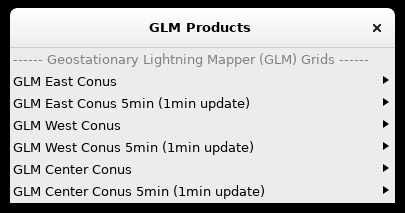 GLM Products
------ Geostationary Lightning Mapper (GLM) Grids ------
GLM East Conus
GLM East Conus 5min (1min update)
GLM West Conus
GLM West Conus 5min (1min update)
GLM Center Conus
GLM Center Conus 5min (1min update)